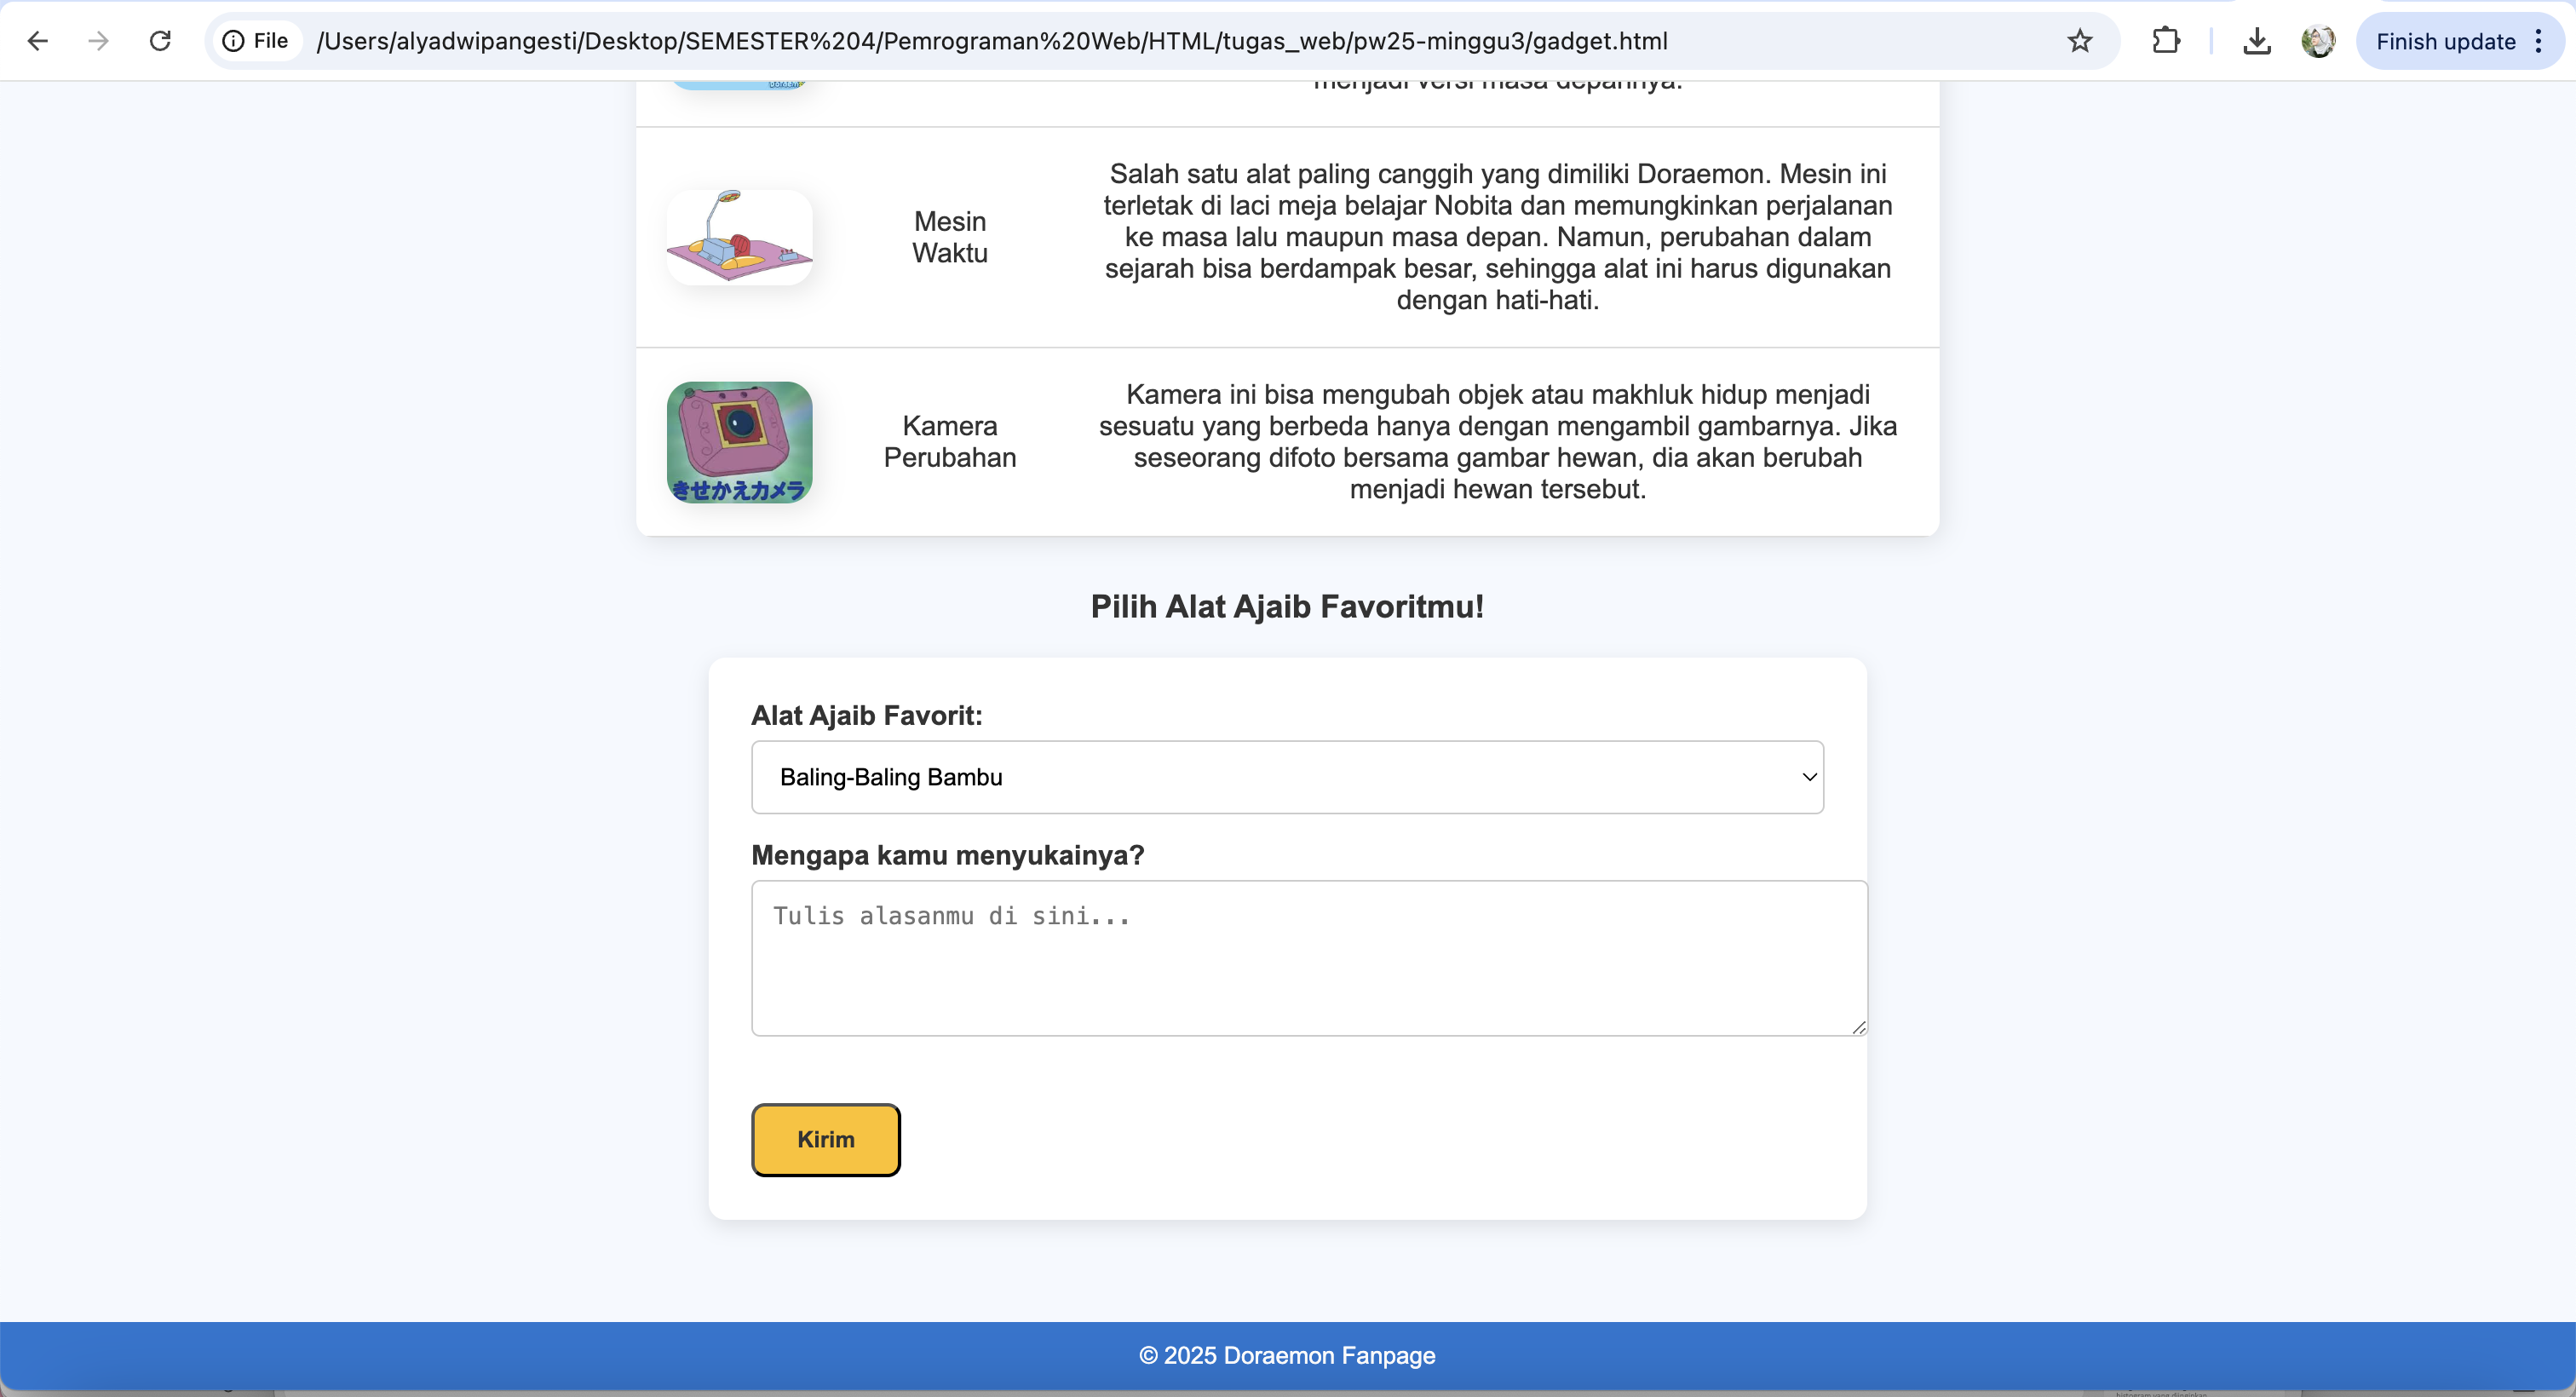 File
/Users/alyadwipangesti/Desktop/SEMESTER%204/Pemrograman%20Web/HTML/tugas_web/pw25-minggu3/gadget.html
Finish update
menjadi versi masa depannya.
Mesin
Waktu
Salah satu alat paling canggih yang dimiliki Doraemon. Mesin ini
terletak di laci meja belajar Nobita dan memungkinkan perjalanan
ke masa lalu maupun masa depan. Namun, perubahan dalam
sejarah bisa berdampak besar, sehingga alat ini harus digunakan
dengan hati-hati.
きせかえカメラ
Kamera
Perubahan
Kamera ini bisa mengubah objek atau makhluk hidup menjadi
sesuatu yang berbeda hanya dengan mengambil gambarnya. Jika
seseorang difoto bersama gambar hewan, dia akan berubah
menjadi hewan tersebut.
Pilih Alat Ajaib Favoritmu!
Alat Ajaib Favorit:
Baling-Baling Bambu
Mengapa kamu menyukainya?
Tulis alasanmu di sini...
Kirim
© 2025 Doraemon Fanpage